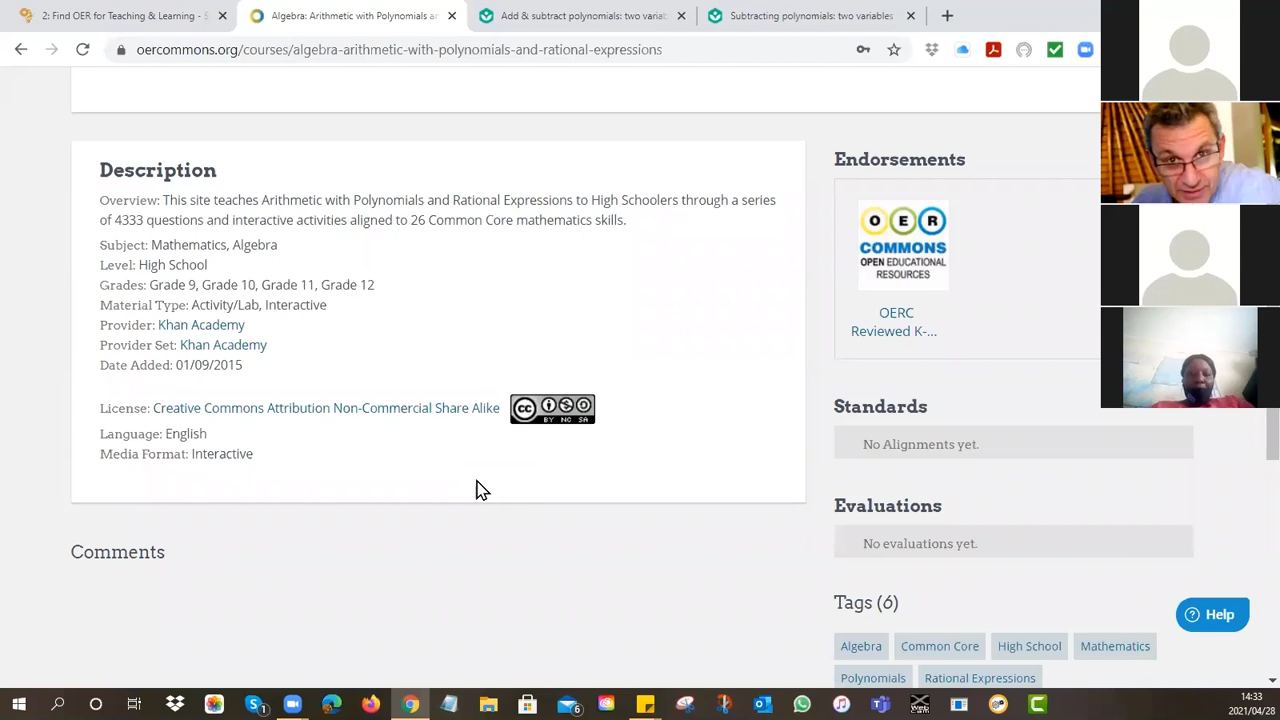 2: Find OER for Teaching & Learning - S
Algebra: Arithmetic with Polynomials an
Add & subtract polynomials: two variab
Subtracting polynomials: two variables
oercommons.org/courses/algebra-arithmetic-with-polynomials-and-rational-expressions
Description
Overview: This site teaches Arithmetic with Polynomials and Rational Expressions to High Schoolers through a series
of 4333 questions and interactive activities aligned to 26 Common Core mathematics skills.
Subject: Mathematics, Algebra
Level: High School
Grades: Grade 9, Grade 10, Grade 11, Grade 12
Material Type: Activity/Lab, Interactive
Provider: Khan Academy
Provider Set: Khan Academy
Date Added: 01/09/2015
License: Creative Commons Attribution Non-Commercial Share Alike
CC BY NC SA
Language: English
Media Format: Interactive
Comments
Endorsements
OER
COMMONS
OPEN EDUCATIONAL
RESOURCES
OERC
Reviewed K-...
Standards
No Alignments yet.
Evaluations
No evaluations yet.
Tags (6)
Algebra
Common Core
High School
Mathematics
Polynomials
Rational Expressions
Help
14:33
2021/04/28